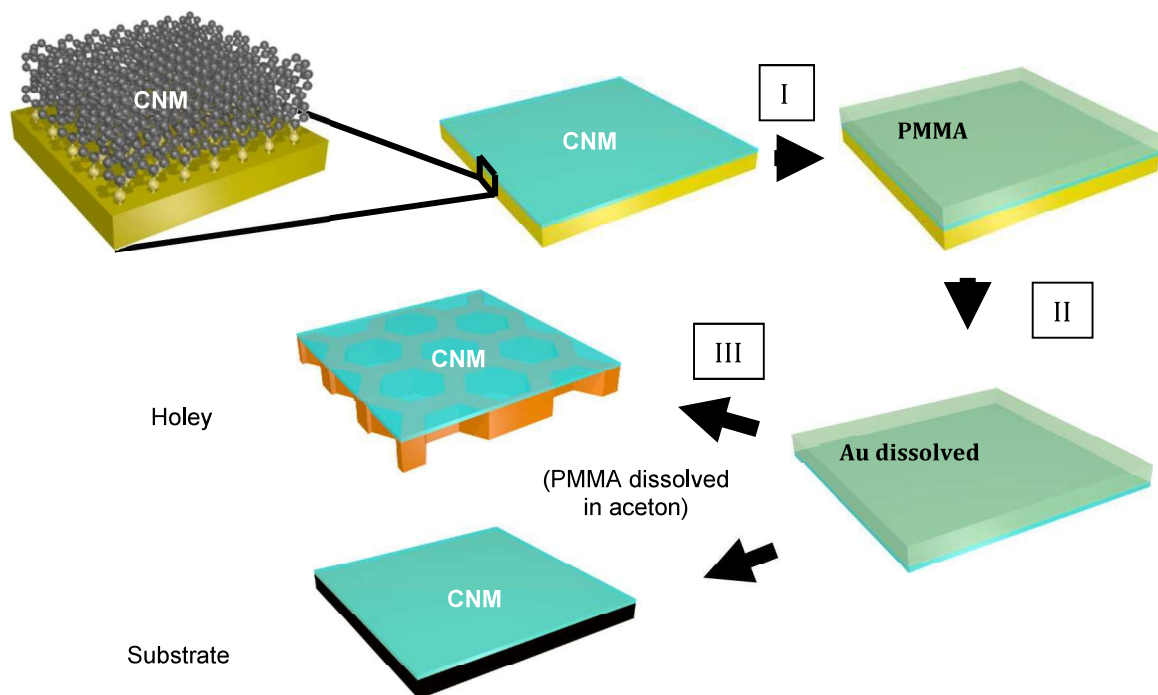 CNM
CNM
I
PMMA
II
III
CNM
Holey
Au dissolved
(PMMA dissolved
in aceton)
CNM
Substrate